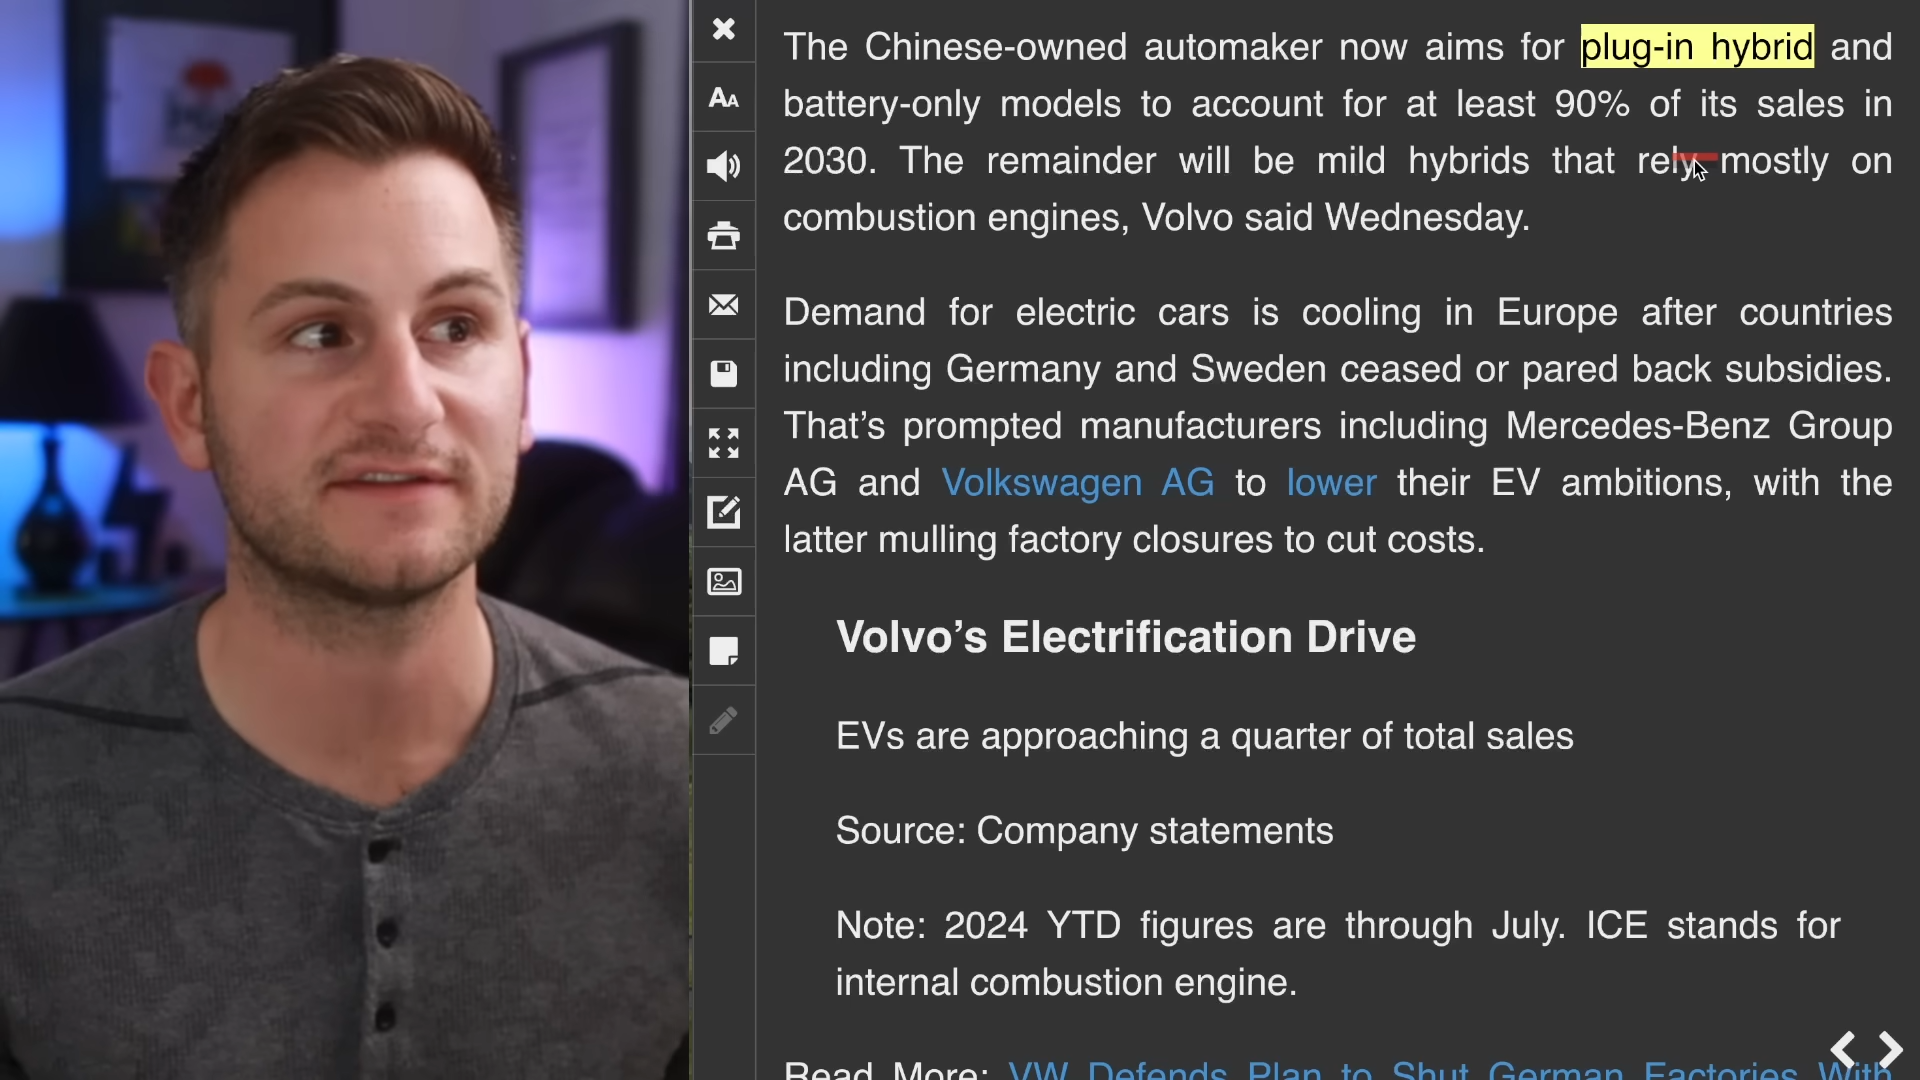 The Chinese-owned automaker now aims for plug-in hybrid and
battery-only models to account for at least 90% of its sales in
2030. The remainder will be mild hybrids that rely mostly on
combustion engines, Volvo said Wednesday.
Demand for electric cars is cooling in Europe after countries
including Germany and Sweden ceased or pared back subsidies.
That’s prompted manufacturers including Mercedes-Benz Group
AG and Volkswagen AG to lower their EV ambitions, with the
latter mulling factory closures to cut costs.
Volvo’s Electrification Drive
EVs are approaching a quarter of total sales
Source: Company statements
Note: 2024 YTD figures are through July. ICE stands for
internal combustion engine.
Read More: VW Defends Plan to Shut German Factories With